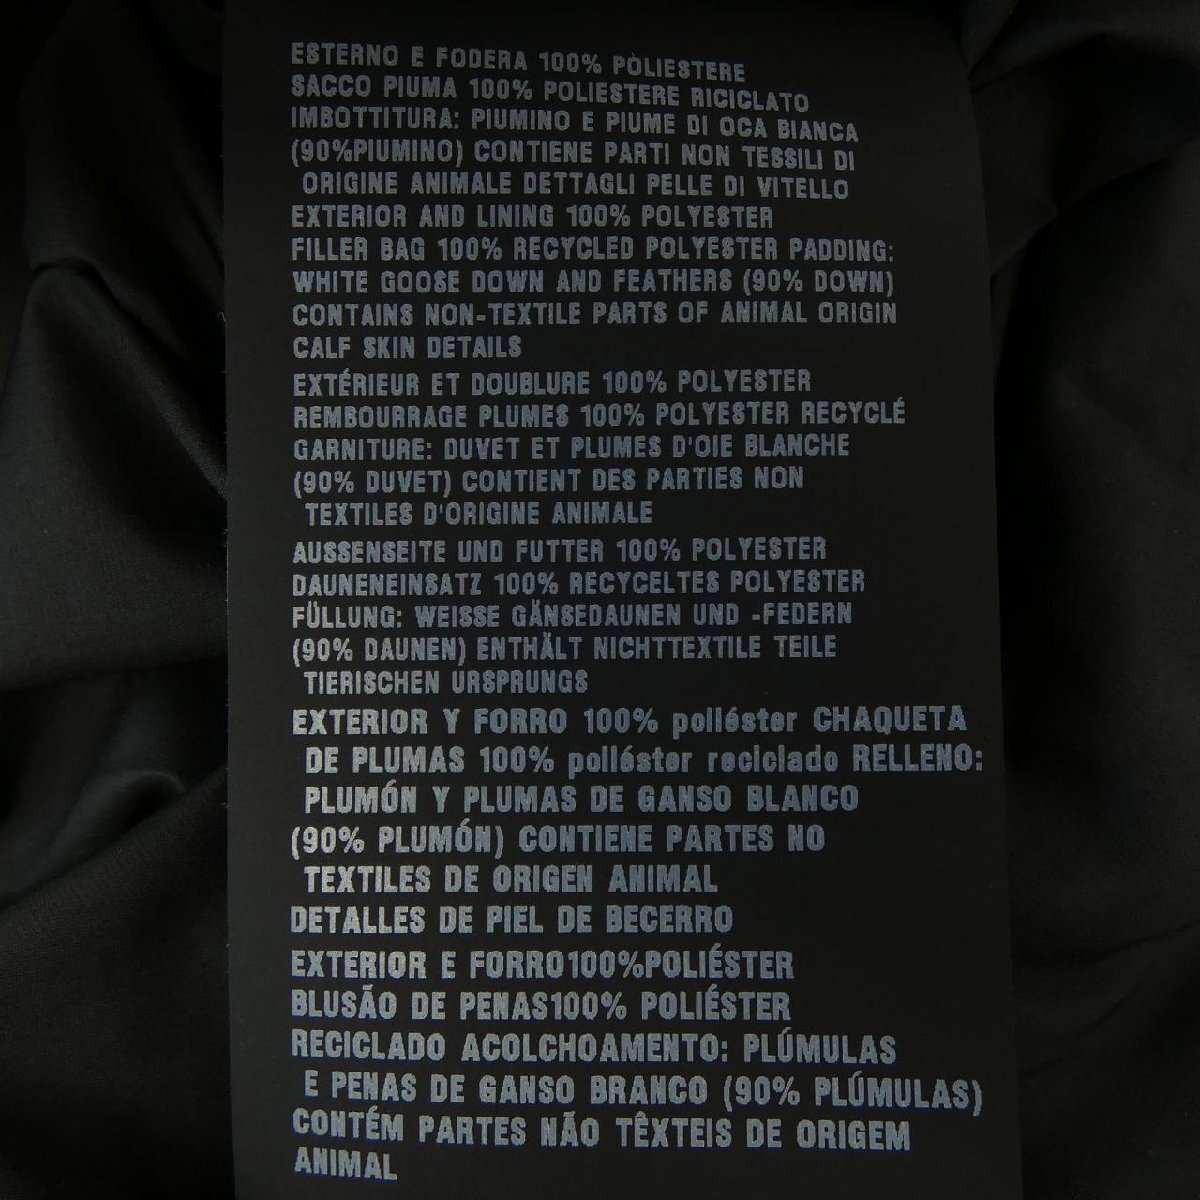 ESTERNO E FODERA 100% POLIESTERE
SACCO PIUMA 100% POLIESTERE RICICLATO
IMBOTTITURA: PIUMINO E PIUME DI OCA BIANCA
(90%PIUMINO) CONTIENE PARTI NON TESSILI DI
ORIGINE ANIMALE DETTAGLI PELLE DI VITELLO
EXTERIOR AND LINING 100% POLYESTER
FILLER BAG 100% RECYCLED POLYESTER PADDING:
WHITE GOOSE DOWN AND FEATHERS (90% DOWN)
CONTAINS NON-TEXTILE PARTS OF ANIMAL ORIGIN
CALF SKIN DETAILS
EXTÉRIEUR ET DOUBLURE 100% POLYESTER
REMBOURRAGE PLUMES 100% POLYESTER RECYCLÉ
GARNITURE: DUVET ET PLUMES D'OIE BLANCHE
(90% DUVET) CONTIENT DES PARTIES NON
TEXTILES D'ORIGINE ANIMALE
AUSSENSEITE UND FUTTER 100% POLYESTER
DAUNENEINSATZ 100% RECYCELTES POLYESTER
FÜLLUNG: WEISSE GÄNSEDAUNEN UND -FEDERN
(90% DAUNEN) ENTHÄLT NICHTTEXTILE TEILE
TIERISCHEN URSPRUNGS
EXTERIOR Y FORRO 100% poliéster CHAQUETA
DE PLUMAS 100% poliéster reciclado RELLENO:
PLUMÓN Y PLUMAS DE GANSO BLANCO
(90% PLUMÓN) CONTIENE PARTES NO
TEXTILES DE ORIGEN ANIMAL
DETALLES DE PIEL DE BECERRO
EXTERIOR E FORRO100%POLIÉSTER
BLUSÃO DE PENAS100% POLIÉSTER
RECICLADO ACOLCHOAMENTO: PLÚMULAS
E PENAS DE GANSO BRANCO (90% PLÚMULAS)
CONTÉM PARTES NÃO TÊXTEIS DE ORIGEM
ANIMAL